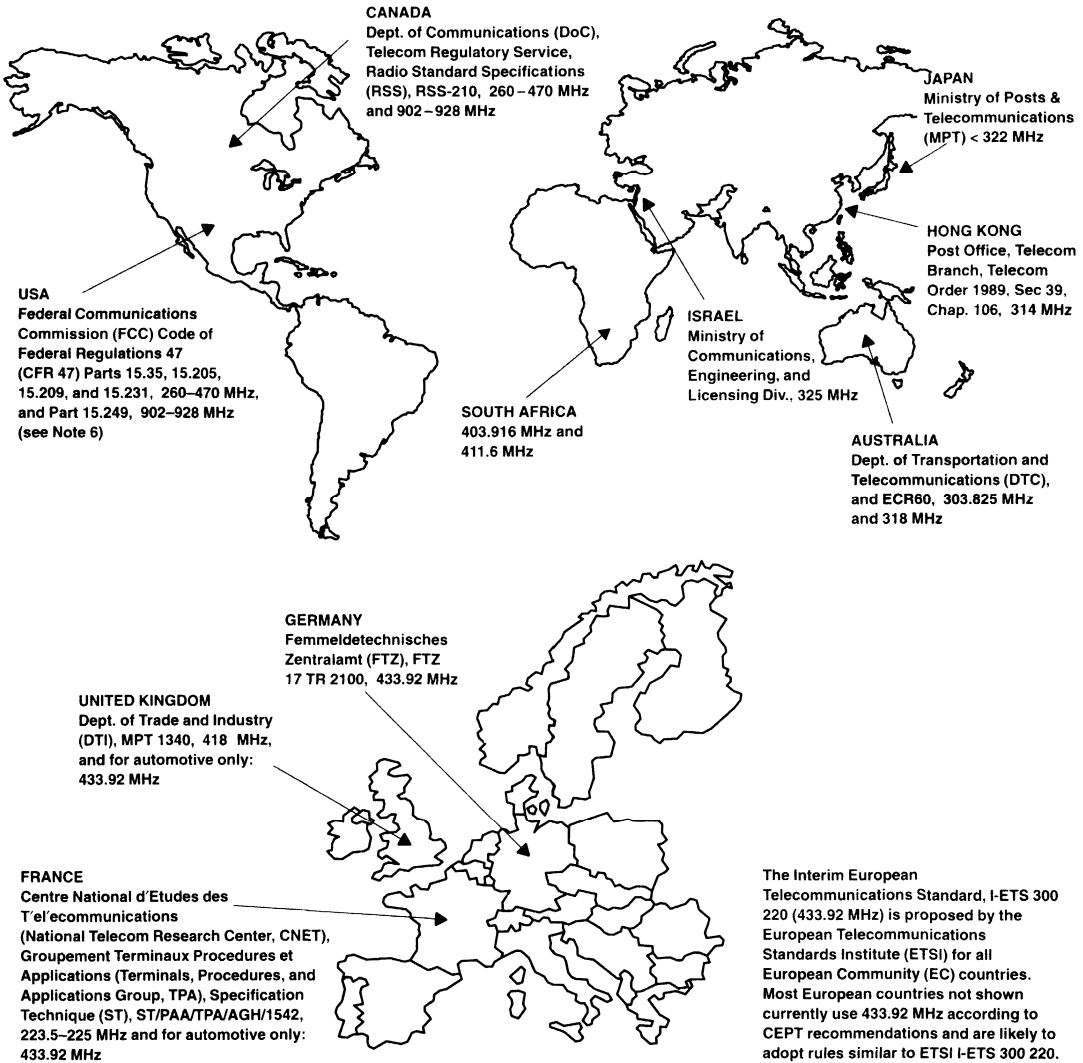 CANADA
Dept. of Communications (DoC),
Telecom Regulatory Service,
Radio Standard Specifications
(RSS), RSS-210, 260–470 MHz
and 902–928 MHz
JAPAN
Ministry of Posts &
Telecommunications
(MPT) < 322 MHz
HONG KONG
Post Office, Telecom
Branch, Telecom
Order 1989, Sec 39,
Chap. 106, 314 MHz
USA
Federal Communications
Commission (FCC) Code of
Federal Regulations 47
(CFR 47) Parts 15.35, 15.205,
15.209, and 15.231, 260–470 MHz,
and Part 15.249, 902–928 MHz
(see Note 6)
ISRAEL
Ministry of
Communications,
Engineering, and
Licensing Div., 325 MHz
SOUTH AFRICA
403.916 MHz and
411.6 MHz
AUSTRALIA
Dept. of Transportation and
Telecommunications (DTC),
and ECR60, 303.825 MHz
and 318 MHz
GERMANY
Femmeldetechnisches
Zentralamt (FTZ), FTZ
17 TR 2100, 433.92 MHz
UNITED KINGDOM
Dept. of Trade and Industry
(DTI), MPT 1340, 418 MHz,
and for automotive only:
433.92 MHz
FRANCE
Centre National d'Etudes des
T'el'ecommunications
(National Telecom Research Center, CNET),
Groupement Terminaux Procedures et
Applications (Terminals, Procedures, and
Applications Group, TPA), Specification
Technique (ST), ST/PAA/TPA/AGH/1542,
223.5–225 MHz and for automotive only:
433.92 MHz
The Interim European
Telecommunications Standard, I-ETS 300
220 (433.92 MHz) is proposed by the
European Telecommunications
Standards Institute (ETSI) for all
European Community (EC) countries.
Most European countries not shown
currently use 433.92 MHz according to
CEPT recommendations and are likely to
adopt rules similar to ETSI I-ETS 300 220.